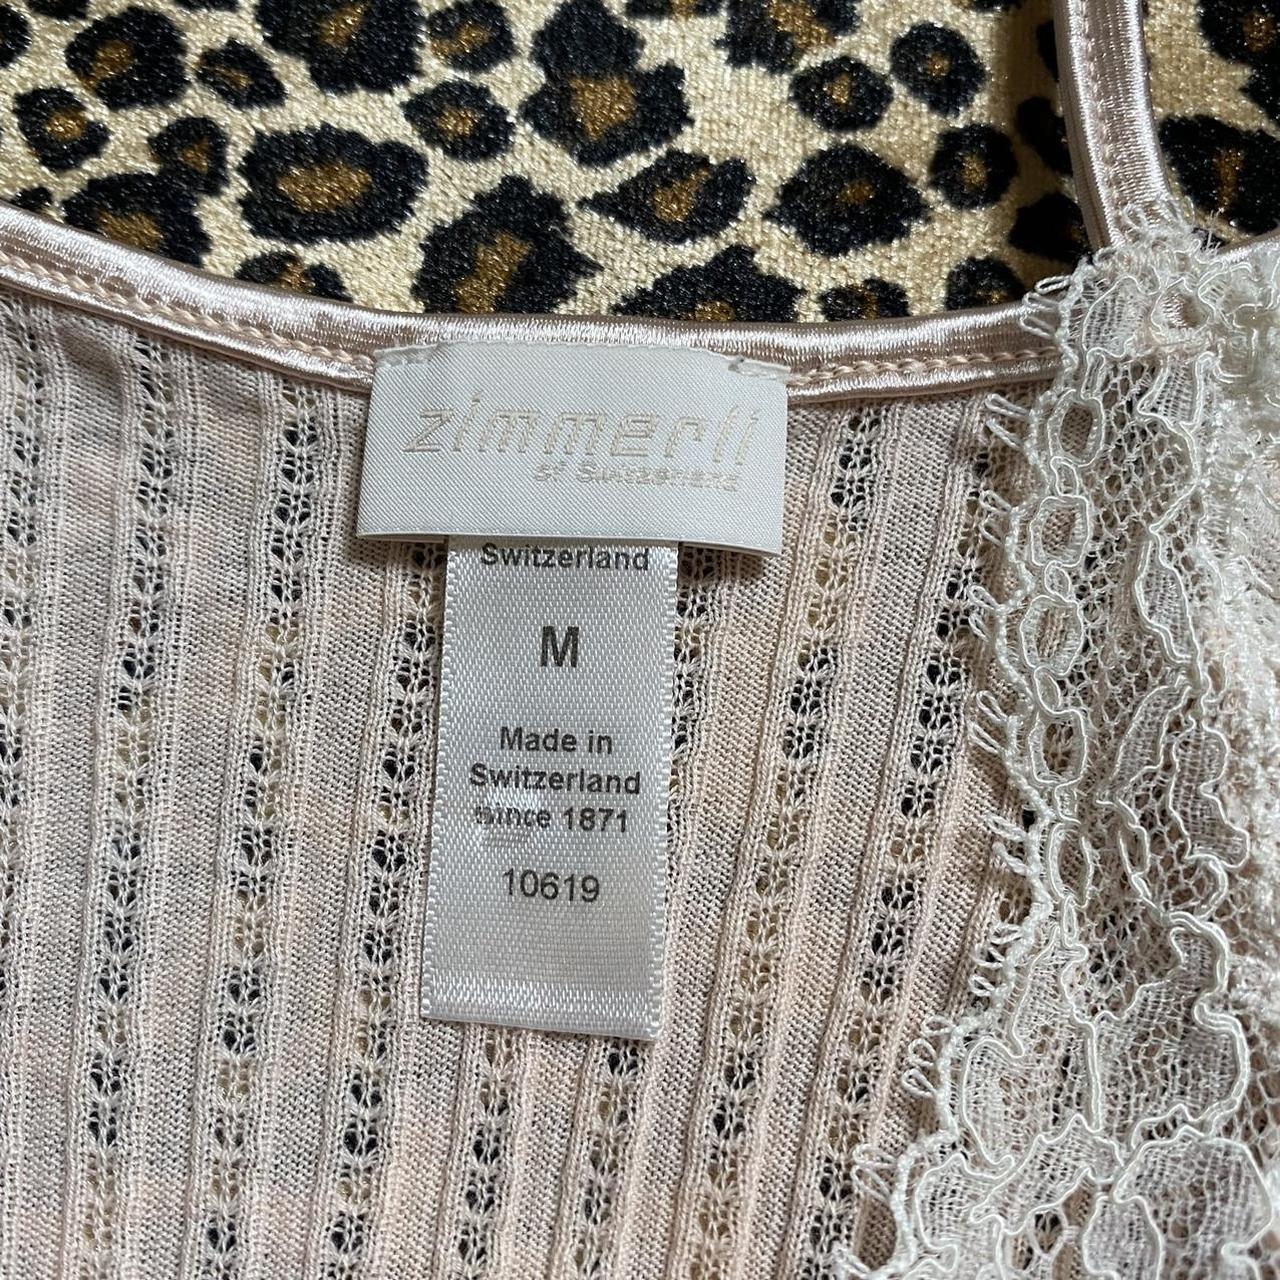 zimmerli
of Switzerland
Switzerland
M
Made in
Switzerland
since 1871
10619